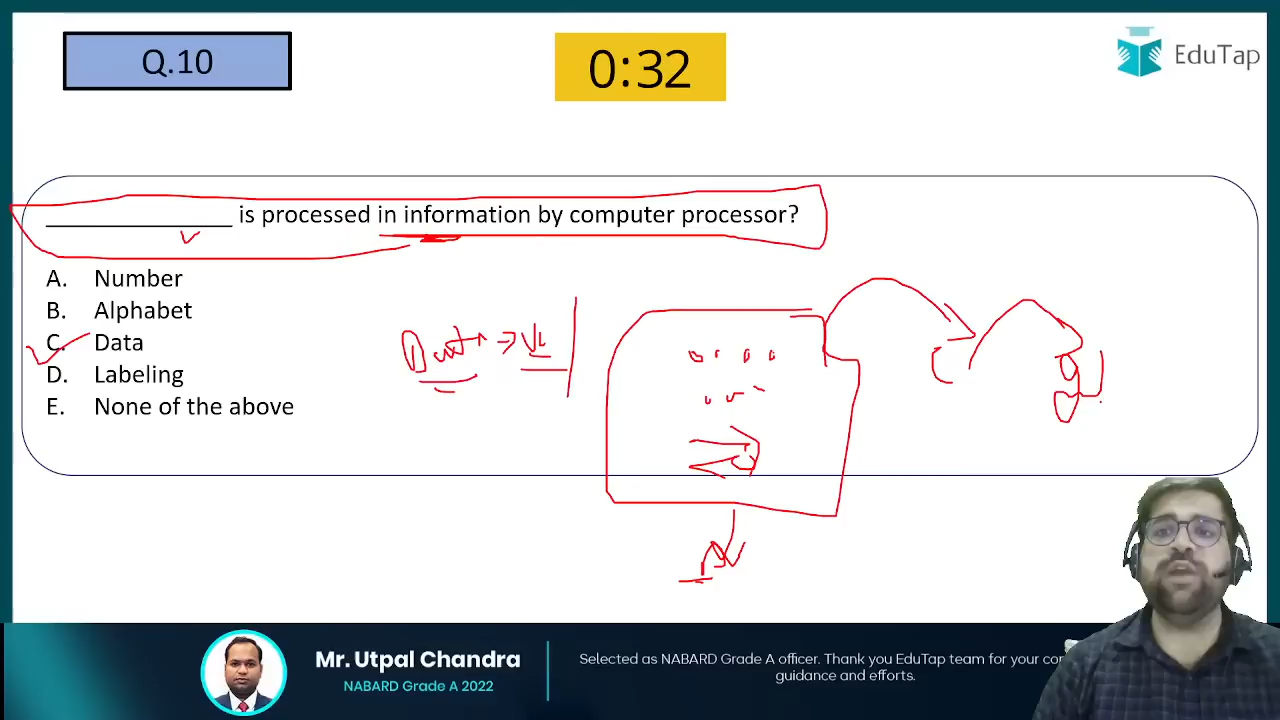 Q.10
0:32
EduTap
______________ is processed in information by computer processor?
A. Number
B. Alphabet
C. Data
D. Labeling
E. None of the above
Data
Mr. Utpal Chandra
NABARD Grade A 2022
Selected as NABARD Grade A officer. Thank you EduTap team for your
guidance and efforts.